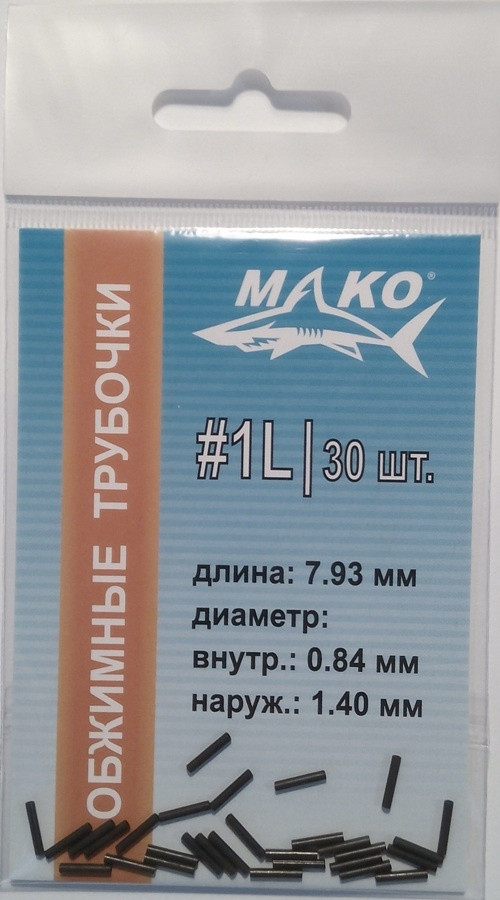 МАКО®
#1L | 30 шт.
ОБЖИМНЫЕ ТРУБОЧКИ
длина: 7.93 мм
диаметр:
внутр.: 0.84 мм
наруж.: 1.40 мм